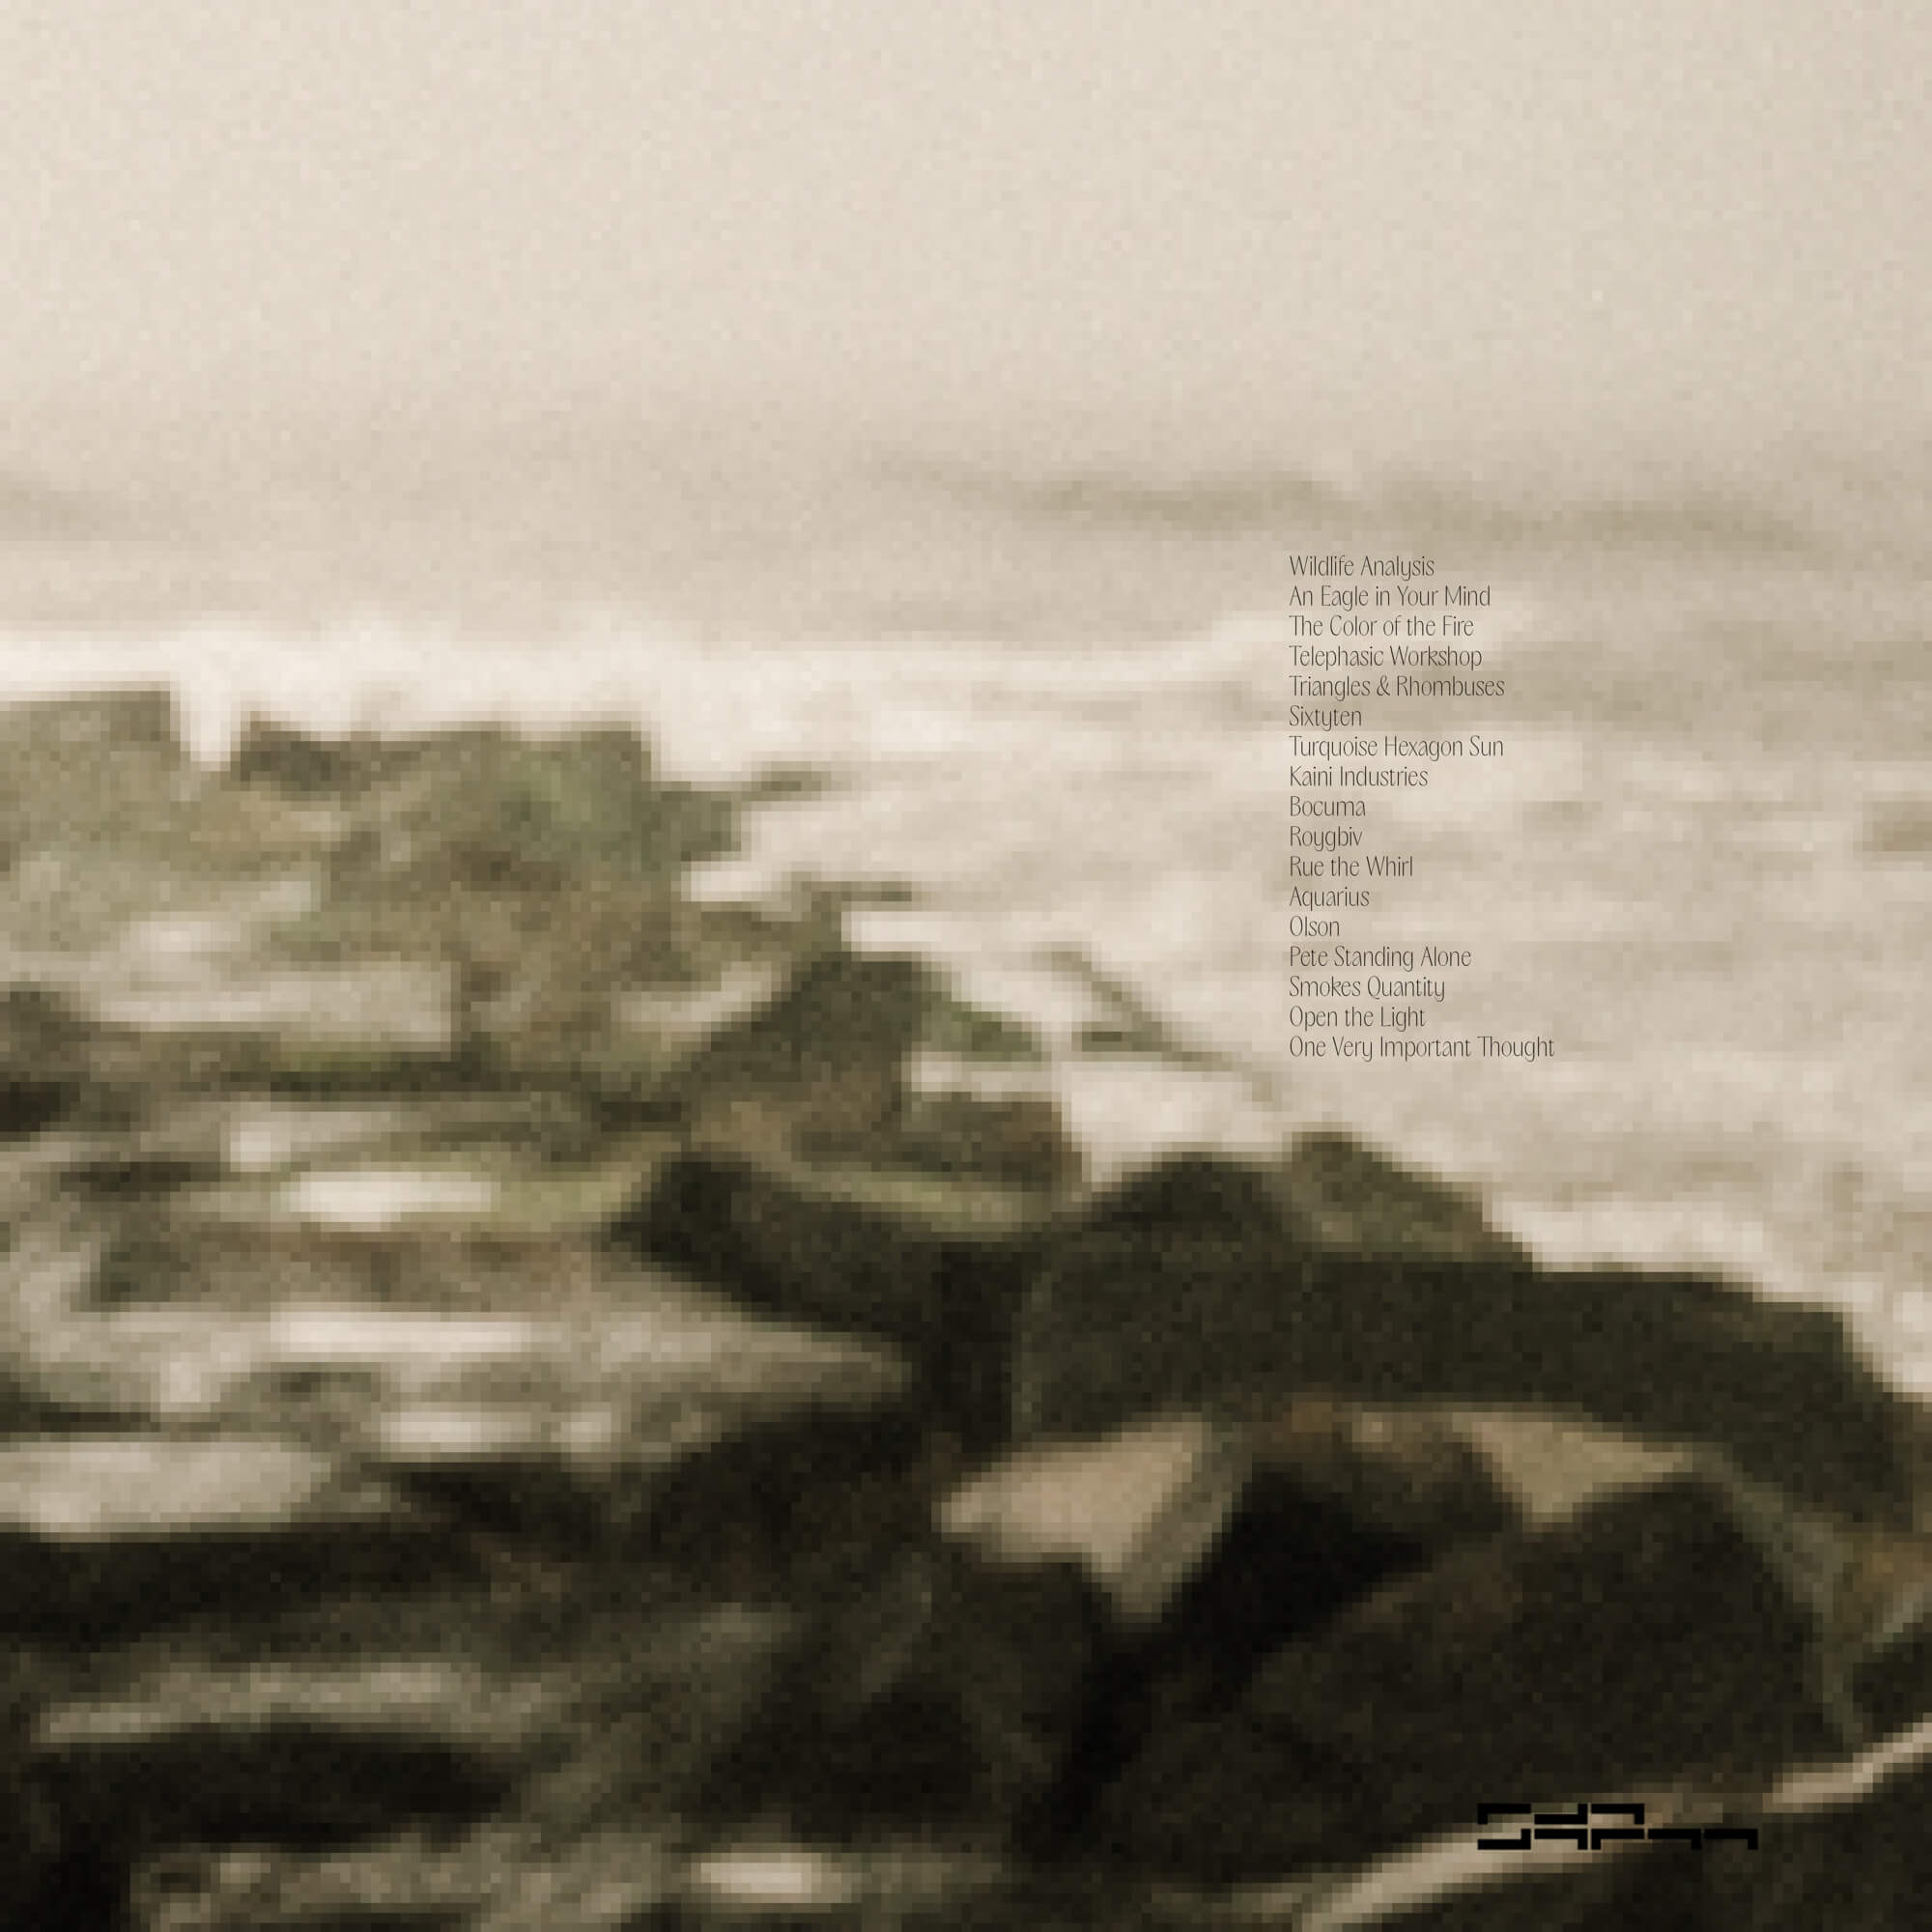 Wildlife Analysis
An Eagle in Your Mind
The Color of the Fire
Telephasic Workshop
Triangles & Rhombuses
Sixtyten
Turquoise Hexagon Sun
Kaini Industries
Bocuma
Roygbiv
Rue the Whirl
Aquarius
Olson
Pete Standing Alone
Smokes Quantity
Open the Light
One Very Important Thought